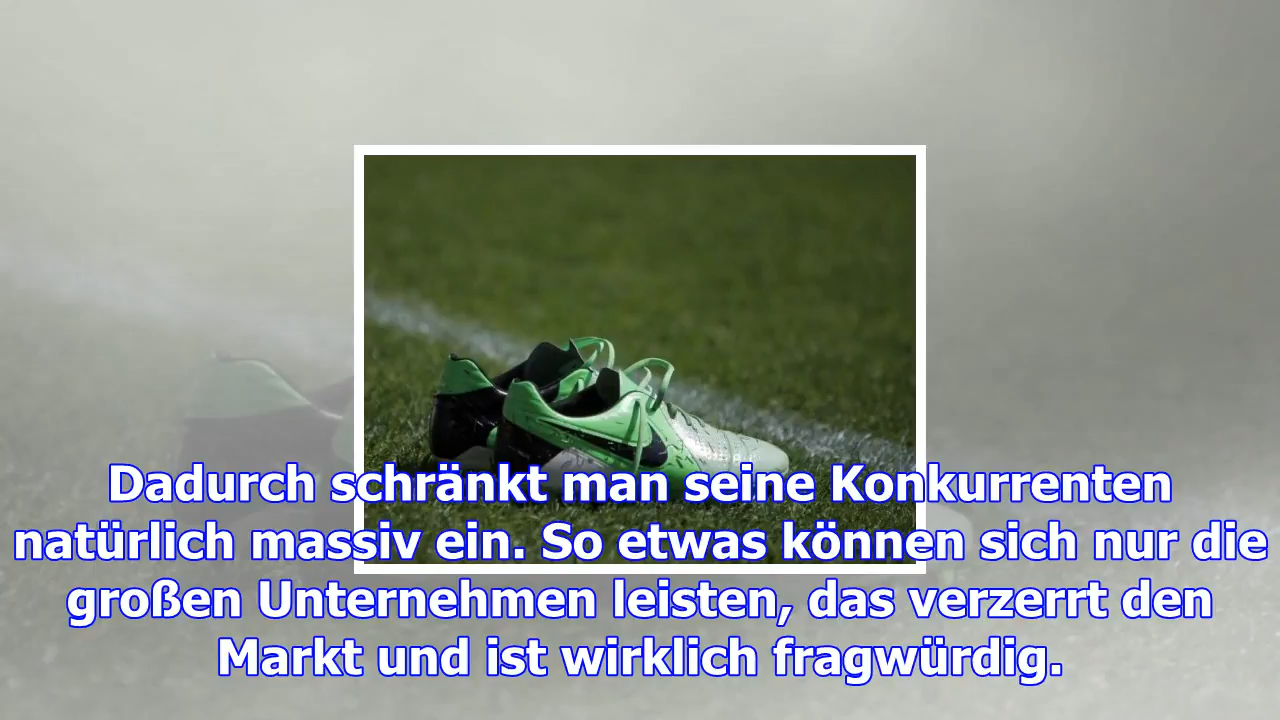 Dadurch schränkt man seine Konkurrenten
natürlich massiv ein. So etwas können sich nur die
großen Unternehmen leisten, das verzerrt den
Markt und ist wirklich fragwürdig.